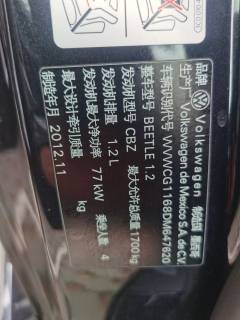 品牌 Volkswagen 制造国 墨西哥
生产厂 Volkswagen de Mexico S.A.de C.V.
车辆识别代号 WVWCG1168DM647620
整车型号 BEETLE 1.2
发动机型号 CBZ 最大允许总质量 1700 kg
发动机排量 1.2 L
发动机最大净功率 77 kW 乘坐人数 4
制造年月 2012.11
最大设计牵引质量 kg